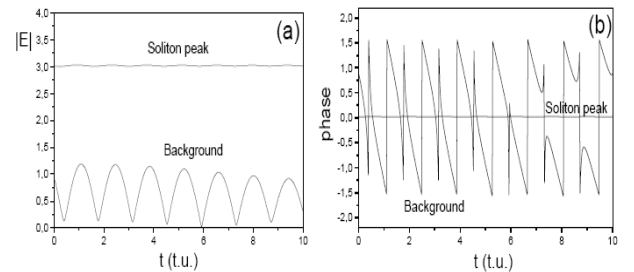 (a)
|E|
4,0
3,5
3,0
2,5
2,0
1,5
1,0
0,5
0,0
Soliton peak
Background
0 2 4 6 8 10
t (t.u.)
(b)
phase
2,0
1,5
1,0
0,5
0,0
-0,5
-1,0
-1,5
-2,0
Soliton peak
Background
0 2 4 6 8 10
t (t.u.)